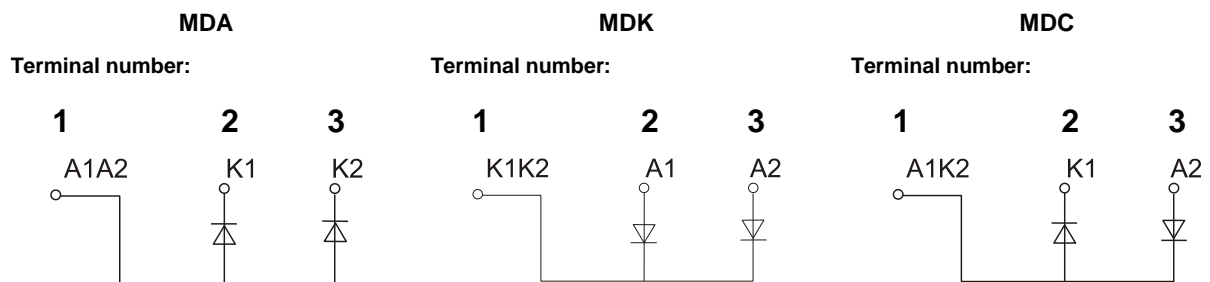 MDA
Terminal number:
1 2 3
A1A2 K1 K2
MDK
Terminal number:
1 2 3
K1K2 A1 A2
MDC
Terminal number:
1 2 3
A1K2 K1 A2